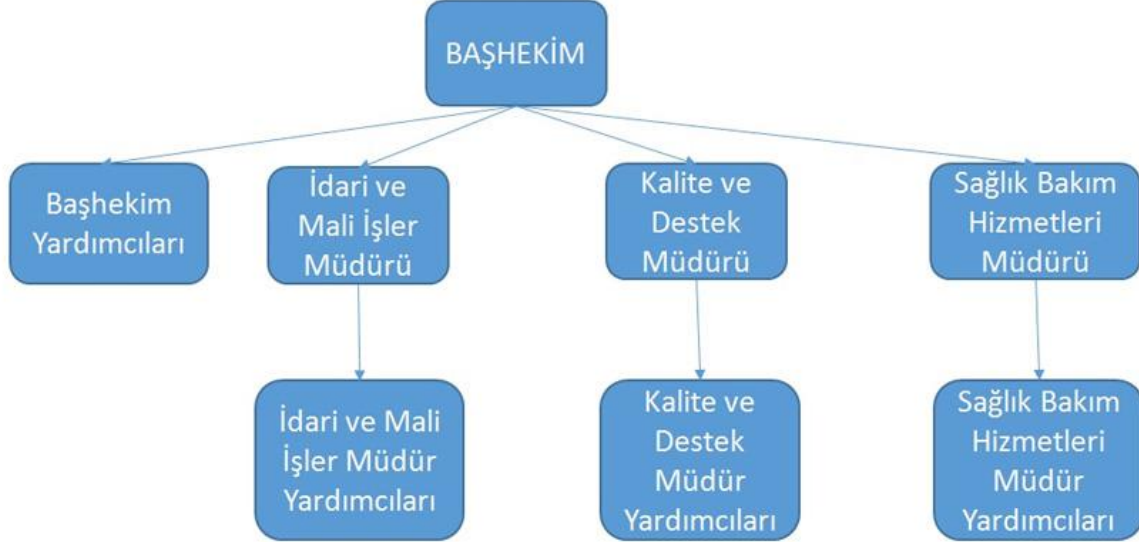 BAŞHEKİM
Başhekim
Yardımcıları
İdari ve
Mali İşler
Müdürü
Kalite ve
Destek
Müdürü
Sağlık Bakım
Hizmetleri
Müdürü
İdari ve Mali
İşler Müdür
Yardımcıları
Kalite ve
Destek
Müdür
Yardımcıları
Sağlık Bakım
Hizmetleri
Müdür
Yardımcıları